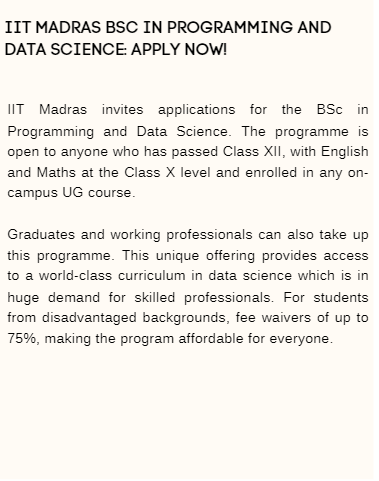 IIT MADRAS BSC IN PROGRAMMING AND
DATA SCIENCE: APPLY NOW!
IIT Madras invites applications for the BSc in
Programming and Data Science. The programme is
open to anyone who has passed Class XII, with English
and Maths at the Class X level and enrolled in any on-
campus UG course.
Graduates and working professionals can also take up
this programme. This unique offering provides access
to a world-class curriculum in data science which is in
huge demand for skilled professionals. For students
from disadvantaged backgrounds, fee waivers of up to
75%, making the program affordable for everyone.